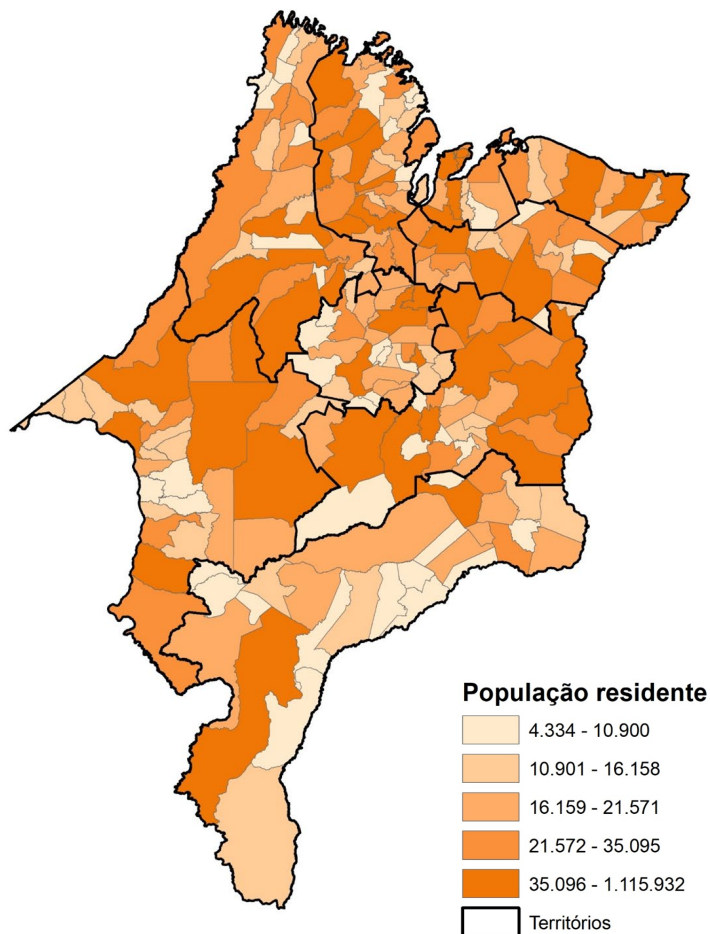 População residente
4.334 - 10.900
10.901 - 16.158
16.159 - 21.571
21.572 - 35.095
35.096 - 1.115.932
Territórios